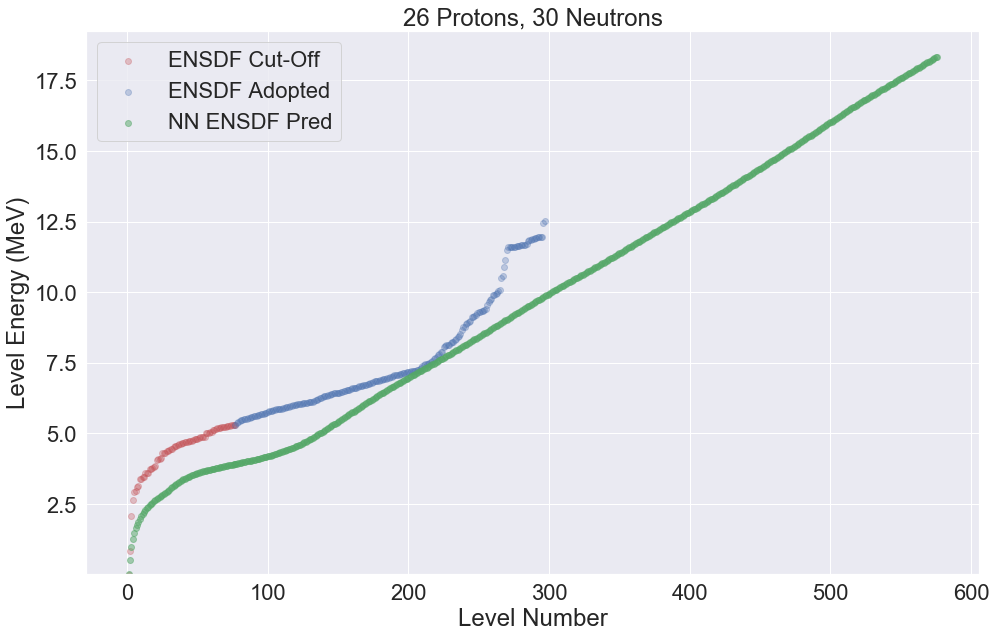 26 Protons, 30 Neutrons
ENSDF Cut-Off
ENSDF Adopted
NN ENSDF Pred
17.5
15.0
12.5
10.0
7.5
5.0
2.5
Level Energy (MeV)
0 100 200 300 400 500 600
Level Number